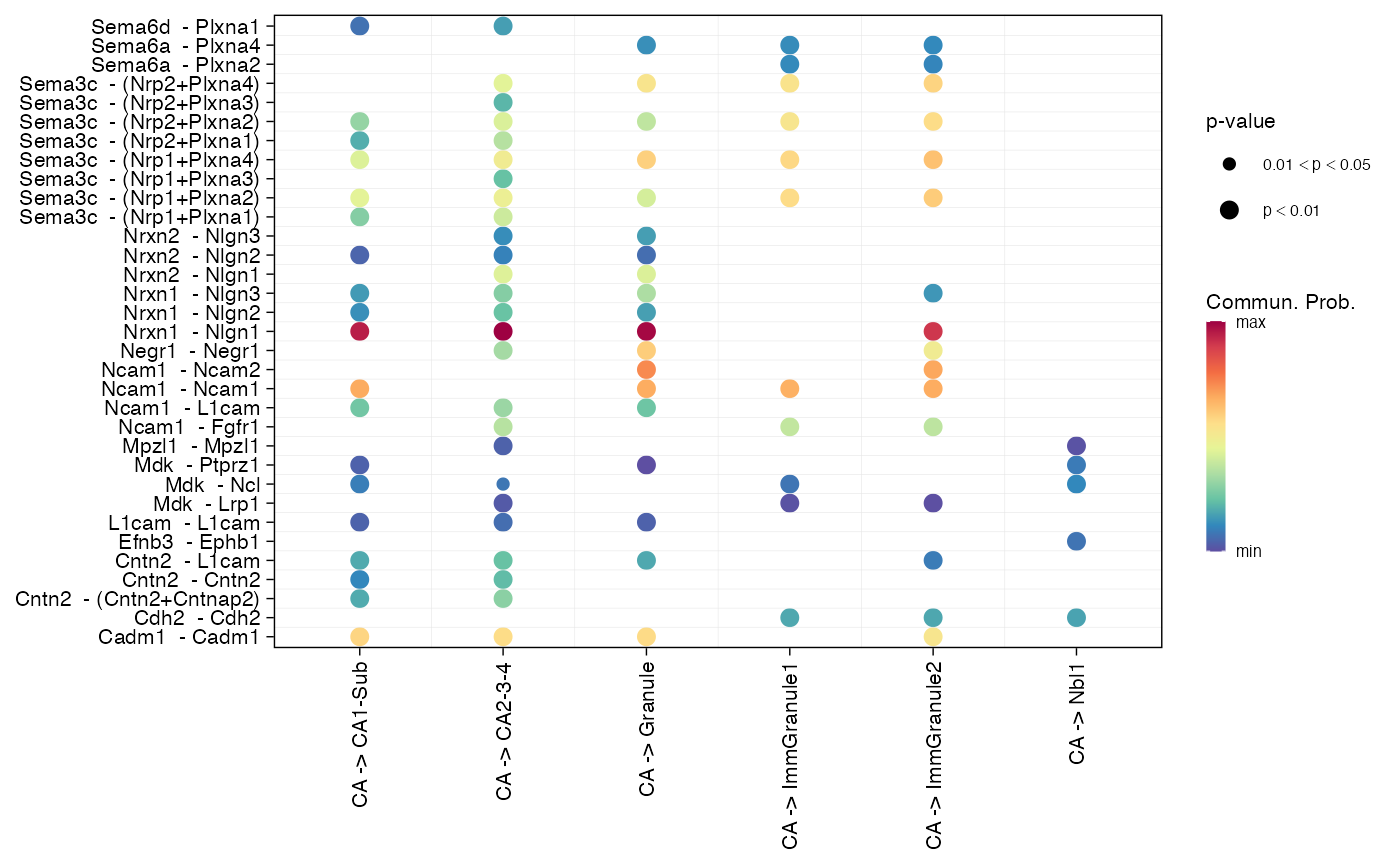 Sema6d - Plxna1
Sema6a - Plxna4
Sema6a - Plxna2
Sema3c - (Nrp2+Plxna4)
Sema3c - (Nrp2+Plxna3)
Sema3c - (Nrp2+Plxna2)
Sema3c - (Nrp2+Plxna1)
Sema3c - (Nrp1+Plxna4)
Sema3c - (Nrp1+Plxna3)
Sema3c - (Nrp1+Plxna2)
Sema3c - (Nrp1+Plxna1)
Nrxn2 - Nlgn3
Nrxn2 - Nlgn2
Nrxn2 - Nlgn1
Nrxn1 - Nlgn3
Nrxn1 - Nlgn2
Nrxn1 - Nlgn1
Negr1 - Negr1
Ncam1 - Ncam2
Ncam1 - Ncam1
Ncam1 - L1cam
Ncam1 - Fgfr1
Mpzl1 - Mpzl1
Mdk - Ptprz1
Mdk - Ncl
Mdk - Lrp1
L1cam - L1cam
Efnb3 - Ephb1
Cntn2 - L1cam
Cntn2 - Cntn2
Cntn2 - (Cntn2+Cntnap2)
Cdh2 - Cdh2
Cadm1 - Cadm1
CA -> CA1-Sub
CA -> CA2-3-4
CA -> Granule
CA -> ImmGranule1
CA -> ImmGranule2
CA -> Nbl1
p-value
0.01 < p < 0.05
p < 0.01
Commun. Prob.
max
min